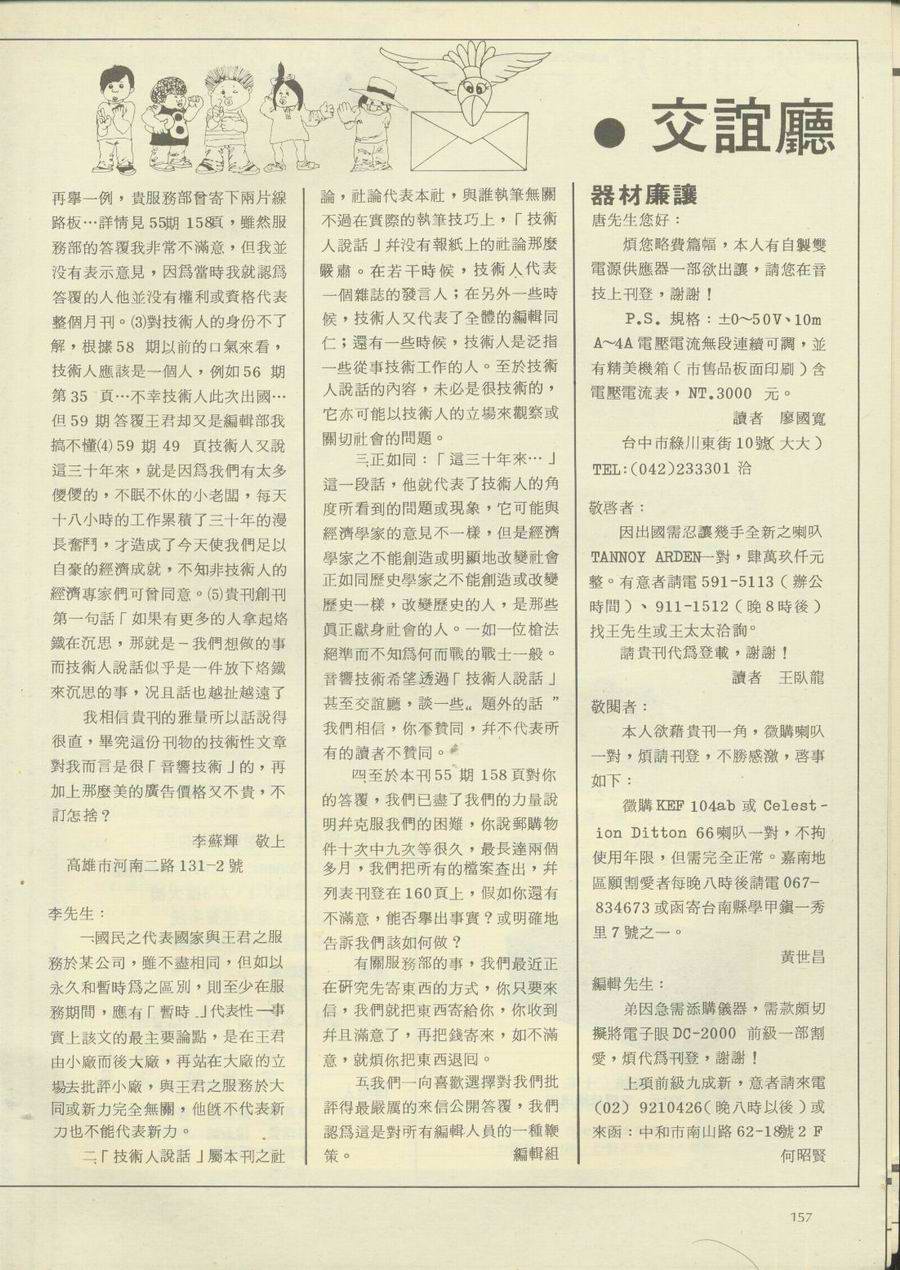 ● 交誼廳
再舉一例，貴服務部曾寄下兩片線
路板…詳情見55期 158頁，雖然服
務部的答覆我非常不滿意，但我並
没有表示意見，因爲當時我就認爲
答覆的人他並没有權利或資格代表
整個月刊。⑶對技術人的身份不了
解，根據58 期以前的口氣來看，
技術人應該是一個人，例如56 期
第35 頁…不幸技術人此次出國…
但59 期答覆王君却又是編輯部我
搞不懂⑷59 期 49 頁技術人又說
這三十年來，就是因爲我們有太多
儍儍的，不眠不休的小老闆，每天
十八小時的工作累積了三十年的漫
長奮鬥，才造成了今天使我們足以
自豪的經濟成就，不知非技術人的
經濟專家們可曾同意。⑸貴刊創刊
第一句話「如果有更多的人拿起烙
鐵在沉思，那就是－我們想做的事
而技術人說話似乎是一件放下烙鐵
來沉思的事，况且話也越扯越遠了
我相信貴刊的雅量所以話說得
很直，畢究這份刊物的技術性文章
對我而言是很「音響技術」的，再
加上那麼美的廣告價格又不貴，不
訂怎捨？
李蘇輝　敬上
高雄市河南二路 131-2 號
李先生：
一國民之代表國家與王君之服
務於某公司，雖不盡相同，但如以
永久和暫時爲之區別，則至少在服
務期間，應有「暫時」代表性一事
實上該文的最主要論點，是在王君
由小廠而後大廠，再站在大廠的立
場去批評小廠，與王君之服務於大
同或新力完全無關，他旣不代表新
力也不能代表新力。
二「技術人說話」屬本刊之社
論，社論代表本社，與誰執筆無關
不過在實際的執筆技巧上，「技術
人說話」幷没有報紙上的社論那麼
嚴肅。在若干時候，技術人代表
一個雜誌的發言人；在另外一些時
候，技術人又代表了全體的編輯同
仁；還有一些時候，技術人是泛指
一些從事技術工作的人。至於技術
人說話的內容，未必是很技術的，
它亦可能以技術人的立場來觀察或
關切社會的問題。
三正如同：「這三十年來…」
這一段話，他就代表了技術人的角
度所看到的問題或現象，它可能與
經濟學家的意見不一樣，但是經濟
學家之不能創造或明顯地改變社會
正如同歷史學家之不能創造或改變
歷史一樣，改變歷史的人，是那些
眞正獻身社會的人。一如一位槍法
絕準而不知爲何而戰的戰士一般。
音響技術希望透過「技術人說話」
甚至交誼廳，談一些“ 題外的話 ”
我們相信，你不贊同，幷不代表所
有的讀者不贊同。
四至於本刊 55 期 158 頁對你
的答覆，我們已盡了我們的力量說
明幷克服我們的困難，你說郵購物
件十次中九次等很久，最長達兩個
多月，我們把所有的檔案查出，幷
列表刊登在 160 頁上，假如你還有
不滿意，能否舉出事實？或明確地
告訴我們該如何做？
有關服務部的事，我們最近正
在研究先寄東西的方式，你只要來
信，我們就把東西寄給你，你收到
幷且滿意了，再把錢寄來，如不滿
意，就煩你把東西退囘。
五我們一向喜歡選擇對我們批
評得最嚴厲的來信公開答覆，我們
認爲這是對所有編輯人員的一種鞭
策。　編輯組
器材廉讓
唐先生您好：
煩您略費篇幅，本人有自製雙
電源供應器一部欲出讓，請您在音
技上刊登，謝謝！
P.S. 規格：±0～50V、10m
A～4A 電壓電流無段連續可調，並
有精美機箱（市售品板面印刷）含
電壓電流表，NT.3000 元。
讀者　廖國寬
台中市綠川東街10號（大大）
TEL:(042)233301 洽
敬啓者：
因出國需忍讓幾手全新之喇叭
TANNOY ARDEN一對，肆萬玖仟元
整。有意者請電 591-5113（辦公
時間）、911-1512（晚8時後）
找王先生或王太太洽詢。
請貴刊代爲登載，謝謝！
讀者　王臥龍
敬閱者：
本人欲藉貴刊一角，徵購喇叭
一對，煩請刊登，不勝感激，啓事
如下：
徵購KEF 104ab 或 Celest-
ion Ditton 66喇叭一對，不拘
使用年限，但需完全正常。嘉南地
區願割愛者每晚八時後請電 067-
834673 或函寄台南縣學甲鎮一秀
里7號之一。
黃世昌
編輯先生：
弟因急需添購儀器，需款頗切
擬將電子眼 DC-2000 前級一部割
愛，煩代爲刊登，謝謝！
上項前級九成新，意者請來電
(02) 9210426（晚八時以後）或
來函：中和市南山路 62-18號 2 F
何昭賢
157